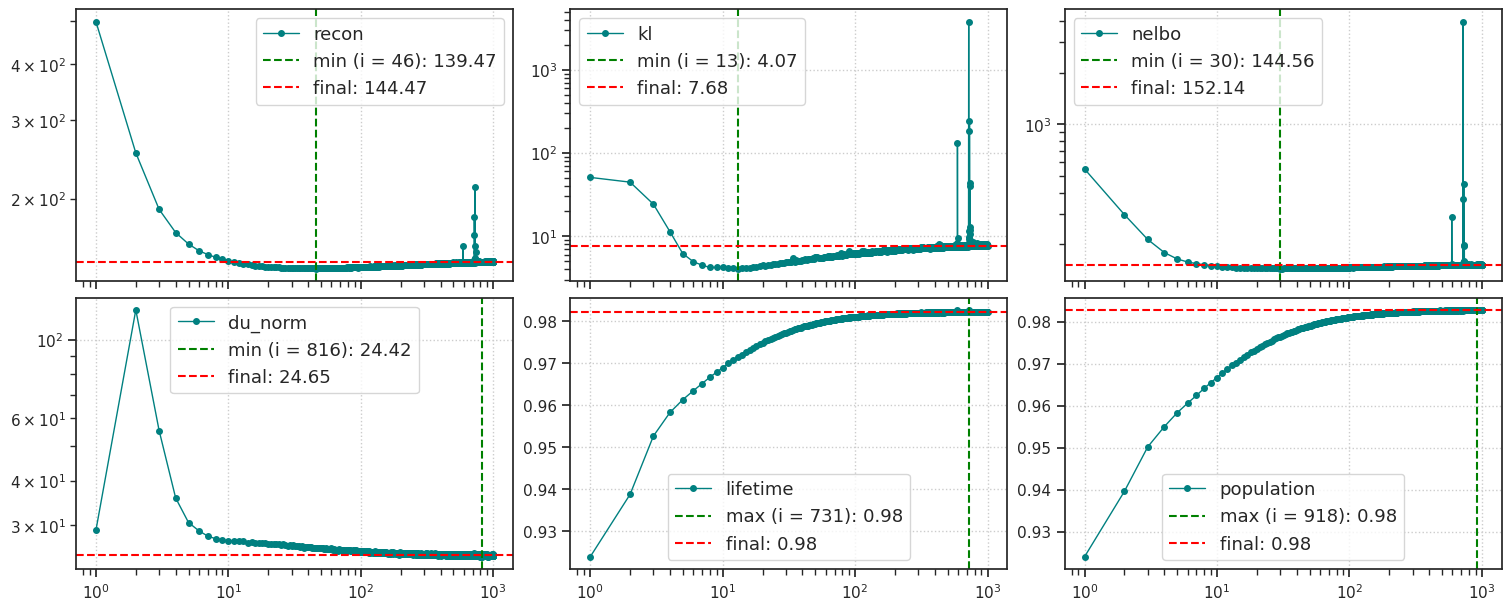 4 × 10²
3 × 10²
2 × 10²
recon
min (i = 46): 139.47
final: 144.47
10³
10²
10¹
kl
min (i = 13): 4.07
final: 7.68
10³
nelbo
min (i = 30): 144.56
final: 152.14
10²
6 × 10¹
4 × 10¹
3 × 10¹
du_norm
min (i = 816): 24.42
final: 24.65
10⁰ 10¹ 10² 10³
0.98
0.97
0.96
0.95
0.94
0.93
lifetime
max (i = 731): 0.98
final: 0.98
10⁰ 10¹ 10² 10³
0.98
0.97
0.96
0.95
0.94
0.93
population
max (i = 918): 0.98
final: 0.98
10⁰ 10¹ 10² 10³